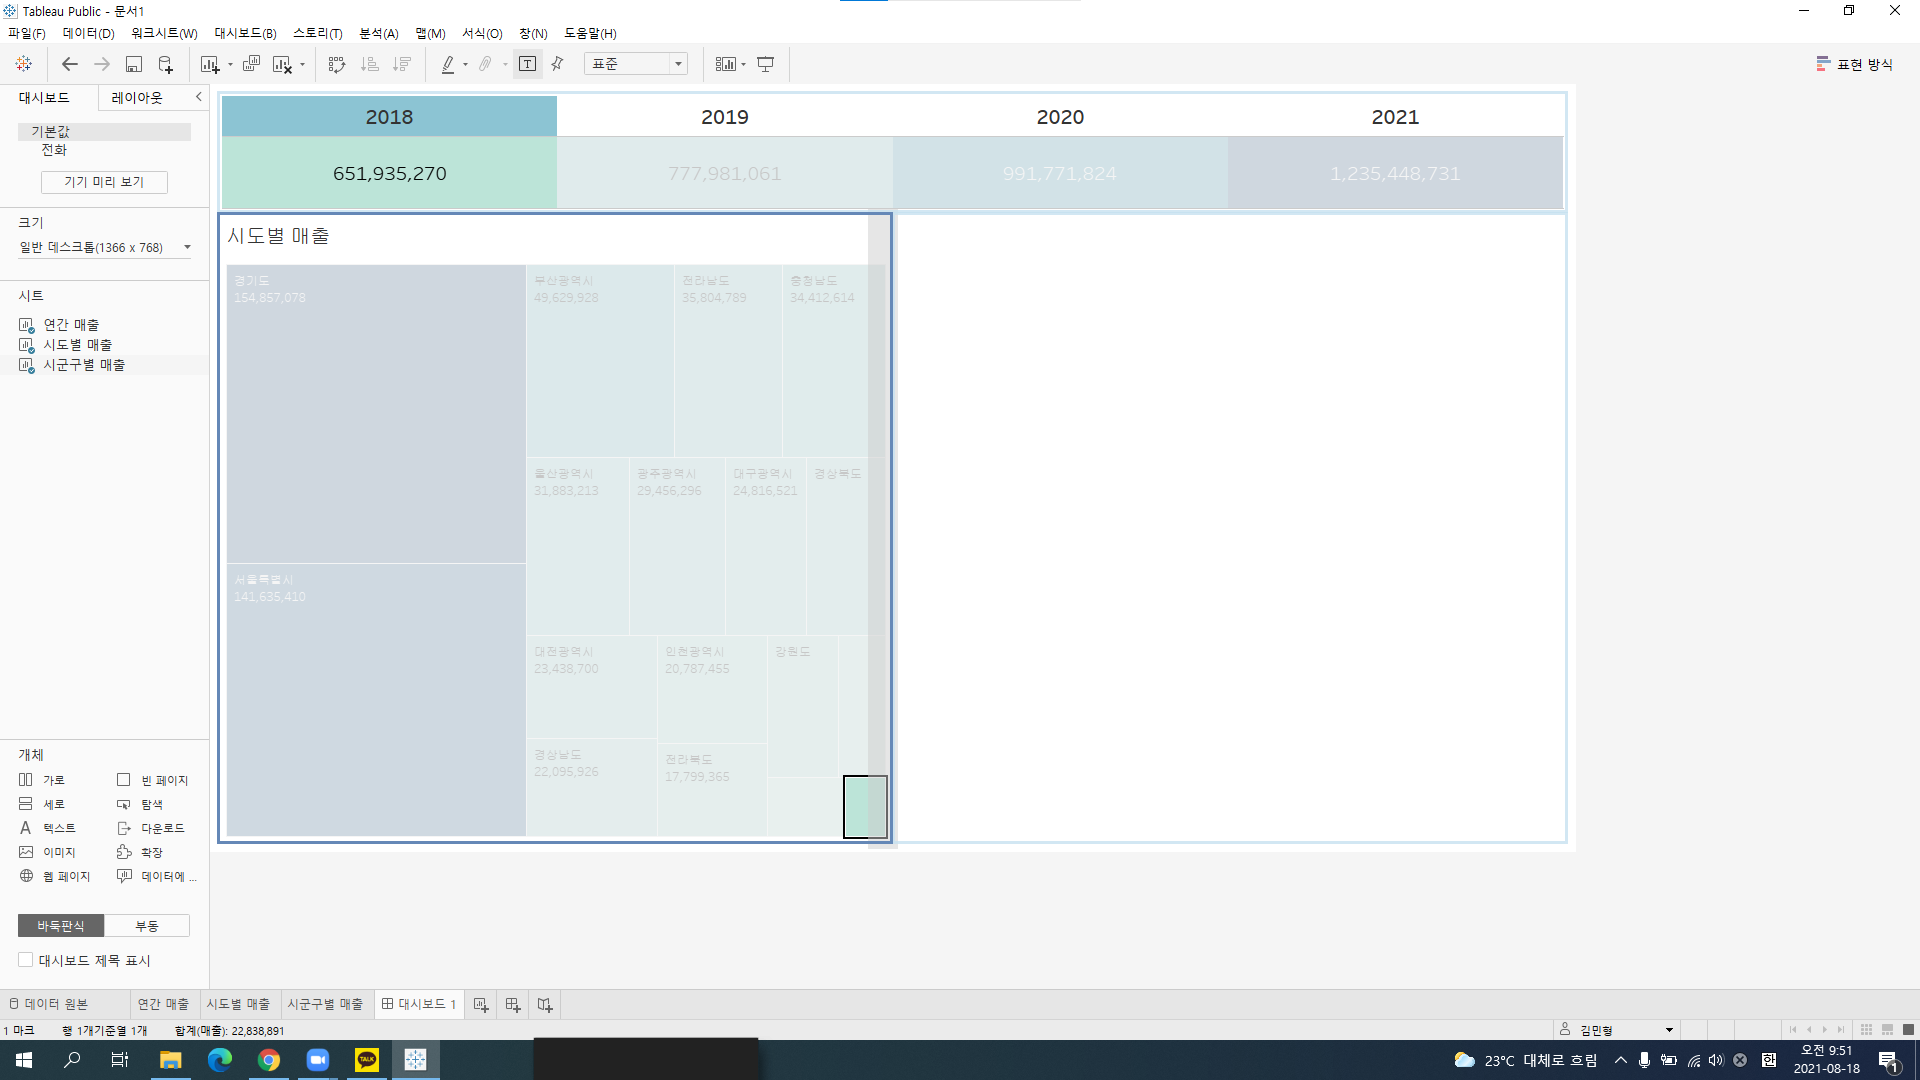 Tableau Public - 문서1
파일(F) 데이터(D) 워크시트(W) 대시보드(B) 스토리(T) 분석(A) 맵(M) 서식(O) 창(N) 도움말(H)
표준
표현 방식
대시보드 레이아웃
기본값
전화
기기 미리 보기
크기
일반 데스크톱(1366 x 768)
시트
연간 매출
시도별 매출
시군구별 매출
개체
가로 빈 페이지
세로 탐색
텍스트 다운로드
이미지 확장
웹 페이지 데이터에 ...
바둑판식 부동
대시보드 제목 표시
2018 2019 2020 2021
651,935,270 777,981,061 991,771,824 1,235,448,731
시도별 매출
경기도
154,857,078
부산광역시
49,629,928
전라남도
35,804,789
충청남도
34,412,614
울산광역시
31,883,213
광주광역시
29,456,296
대구광역시
24,816,521
경상북도
서울특별시
141,635,410
대전광역시
23,438,700
인천광역시
20,787,455
강원도
경상남도
22,095,926
전라북도
17,799,365
데이터 원본 연간 매출 시도별 매출 시군구별 매출 대시보드 1
1 마크 행 1개기준열 1개 합계(매출): 22,838,891
김민형
TALK
23°C 대체로 흐림
한
오전 9:51
2021-08-18
1